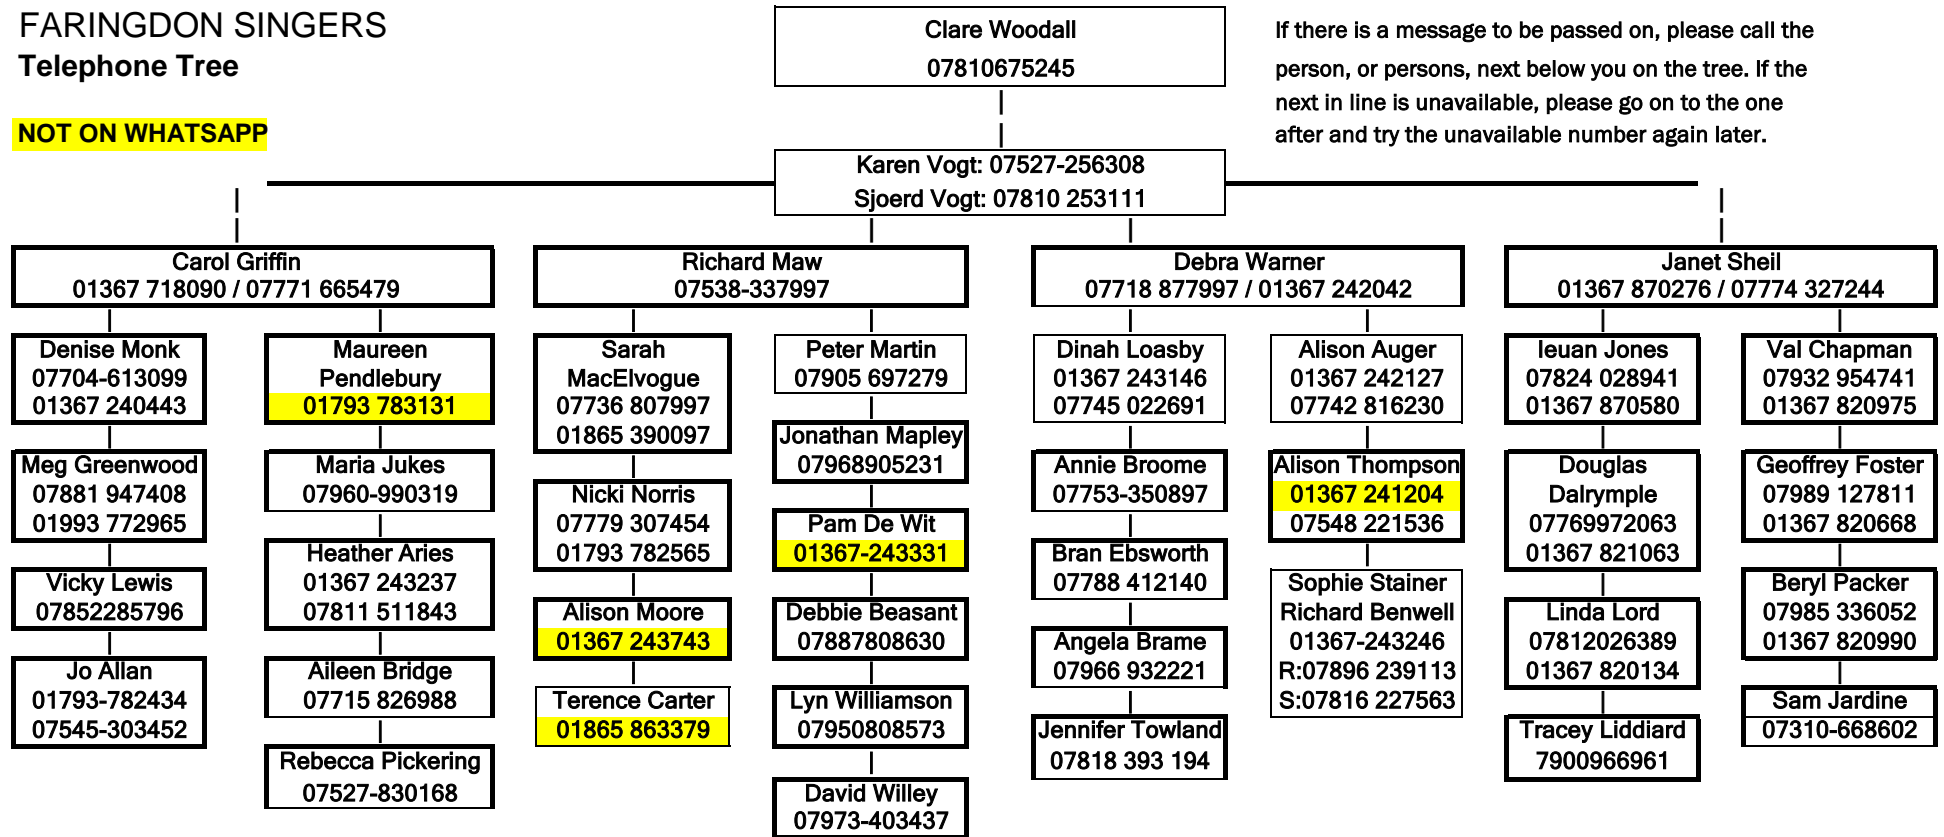 FARINGDON SINGERS
Telephone Tree
NOT ON WHATSAPP
Clare Woodall
07810675245
If there is a message to be passed on, please call the
person, or persons, next below you on the tree. If the
next in line is unavailable, please go on to the one
after and try the unavailable number again later.
Karen Vogt: 07527-256308
Sjoerd Vogt: 07810 253111
Carol Griffin
01367 718090 / 07771 665479
Denise Monk
07704-613099
01367 240443
Meg Greenwood
07881 947408
01993 772965
Vicky Lewis
07852285796
Jo Allan
01793-782434
07545-303452
Maureen
Pendlebury
01793 783131
Maria Jukes
07960-990319
Heather Aries
01367 243237
07811 511843
Aileen Bridge
07715 826988
Rebecca Pickering
07527-830168
Richard Maw
07538-337997
Sarah
MacElvogue
07736 807997
01865 390097
Nicki Norris
07779 307454
01793 782565
Alison Moore
01367 243743
Terence Carter
01865 863379
Peter Martin
07905 697279
Jonathan Mapley
07968905231
Pam De Wit
01367-243331
Debbie Beasant
07887808630
Lyn Williamson
07950808573
David Willey
07973-403437
Debra Warner
07718 877997 / 01367 242042
Dinah Loasby
01367 243146
07745 022691
Annie Broome
07753-350897
Bran Ebsworth
07788 412140
Angela Brame
07966 932221
Jennifer Towland
07818 393 194
Alison Auger
01367 242127
07742 816230
Alison Thompson
01367 241204
07548 221536
Sophie Stainer
Richard Benwell
01367-243246
R:07896 239113
S:07816 227563
Janet Sheil
01367 870276 / 07774 327244
Ieuan Jones
07824 028941
01367 870580
Douglas
Dalrymple
07769972063
01367 821063
Linda Lord
07812026389
01367 820134
Tracey Liddiard
7900966961
Val Chapman
07932 954741
01367 820975
Geoffrey Foster
07989 127811
01367 820668
Beryl Packer
07985 336052
01367 820990
Sam Jardine
07310-668602